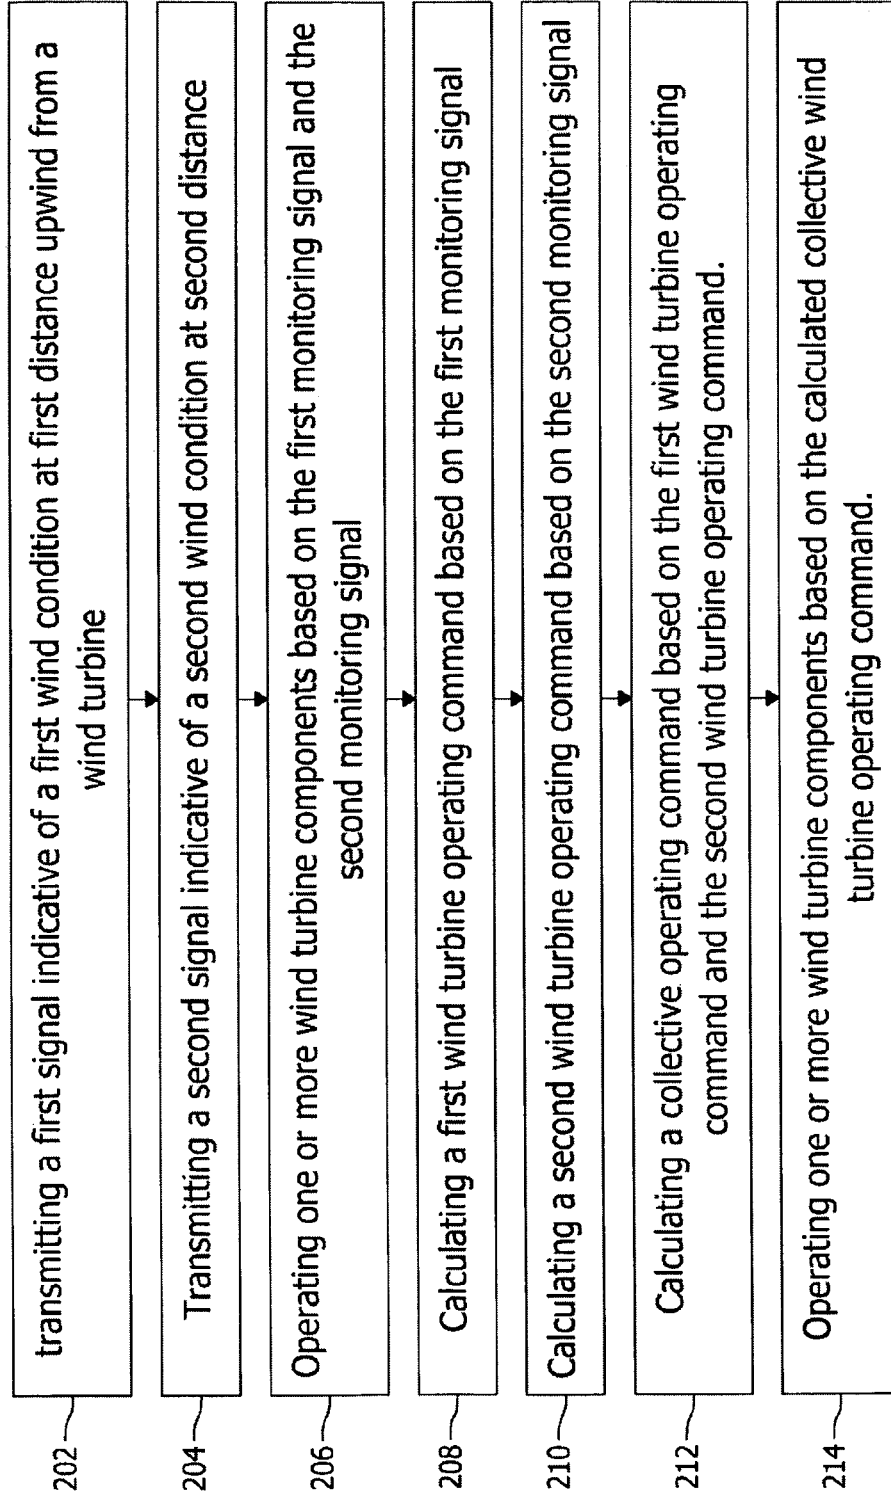 202
transmitting a first signal indicative of a first wind condition at first distance upwind from a
wind turbine
204
Transmitting a second signal indicative of a second wind condition at second distance
206
Operating one or more wind turbine components based on the first monitoring signal and the
second monitoring signal
208
Calculating a first wind turbine operating command based on the first monitoring signal
210
Calculating a second wind turbine operating command based on the second monitoring signal
212
Calculating a collective operating command based on the first wind turbine operating
command and the second wind turbine operating command.
214
Operating one or more wind turbine components based on the calculated collective wind
turbine operating command.